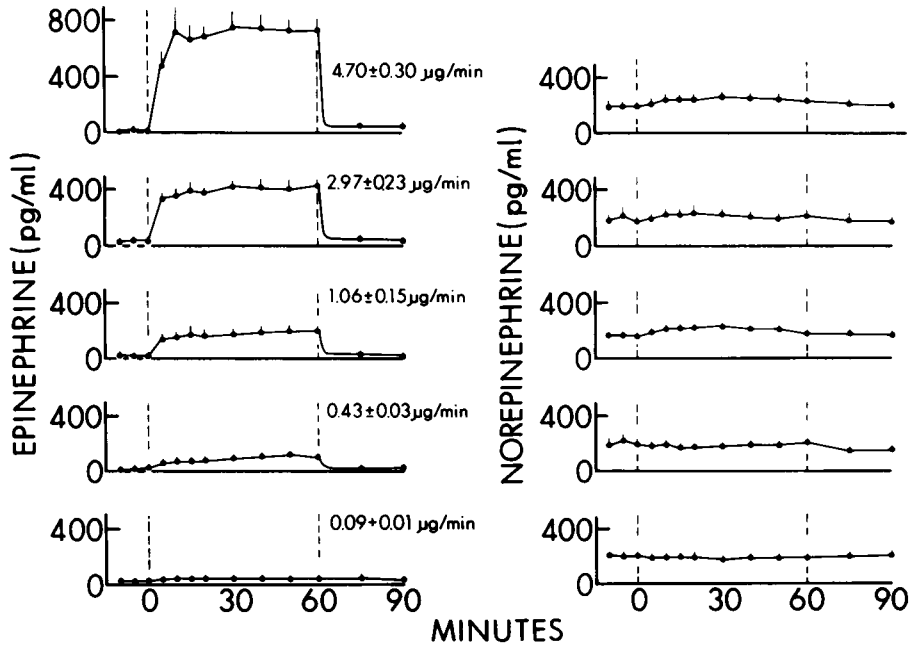 EPINEPHRINE (pg/ml)
800
400
0
4.70±0.30 µg/min
400
0
2.97±023 µg/min
400
0
1.06±0.15µg/min
400
0
0.43±0.03µg/min
400
0
0.09+0.01 µg/min
0 30 60 90
NOREPINEPHRINE (pg/ml)
400
0
400
0
400
0
400
0
400
0
0 30 60 90
MINUTES